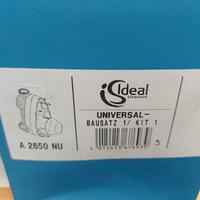 Ideal
STANDARD
UNIVERSAL-
BAUSATZ 1/ KIT 1
A 2650 NU